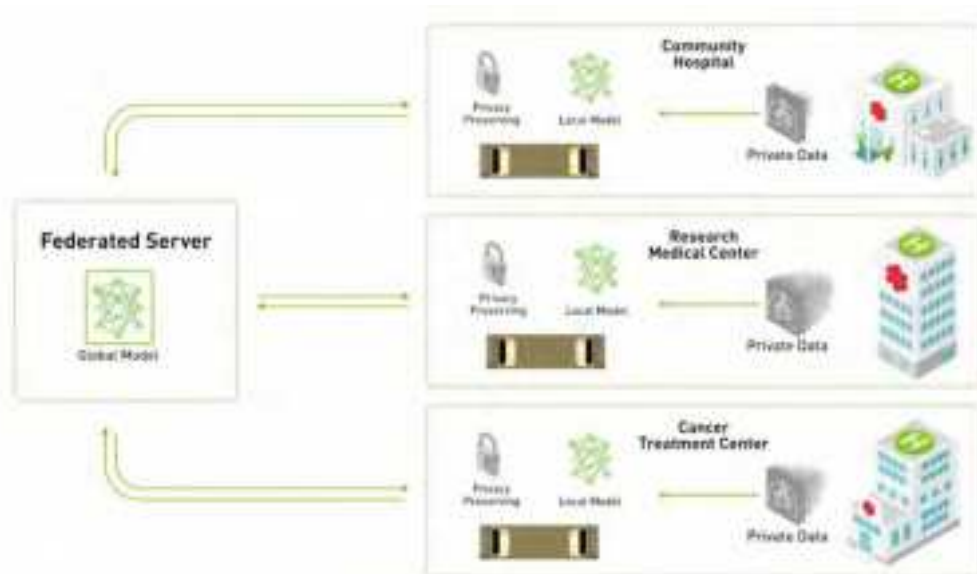 Community
Hospital
Privacy
Preserving
Local Model
Private Data
Federated Server
Global Model
Research
Medical Center
Privacy
Preserving
Local Model
Private Data
Cancer
Treatment Center
Privacy
Preserving
Local Model
Private Data